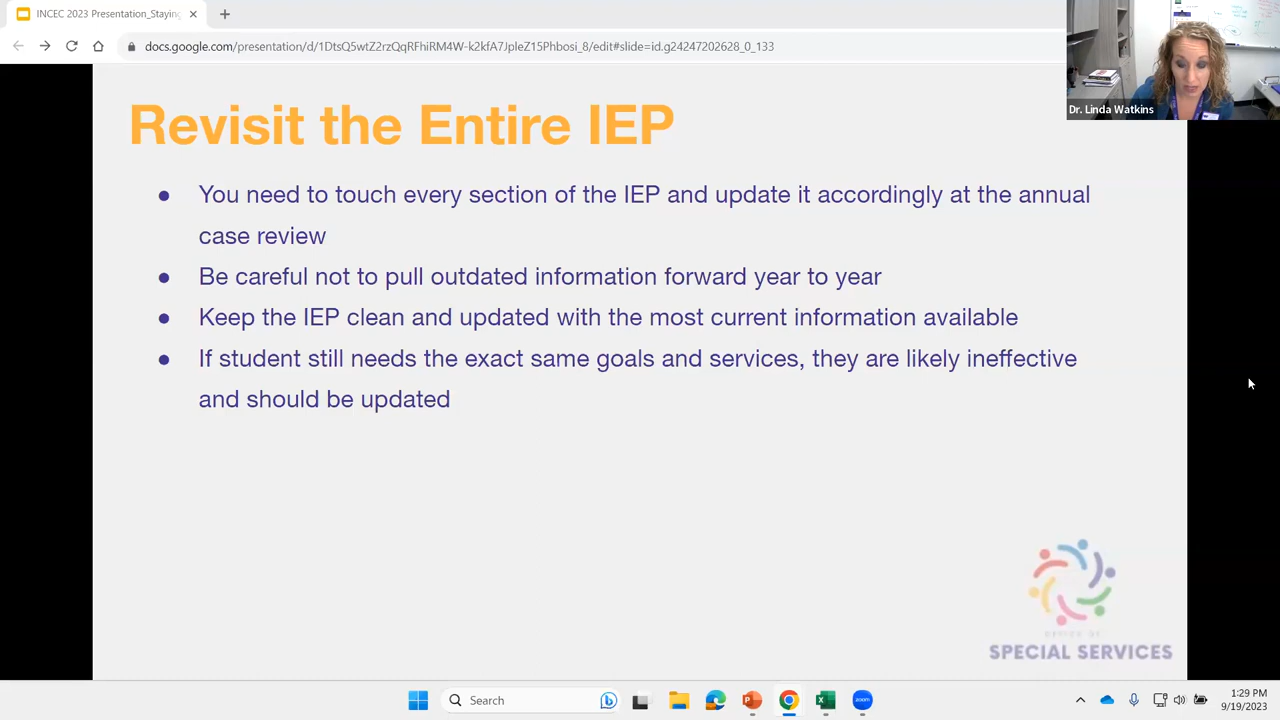 INCEC 2023 Presentation_Staying
docs.google.com/presentation/d/1DtsQ5wtZ2rzQqRFhiRM4W-k2kfA7JpleZ15Phbosi_8/edit#slide=id.g24247202628_0_133
Dr. Linda Watkins
Revisit the Entire IEP
● You need to touch every section of the IEP and update it accordingly at the annual
case review
● Be careful not to pull outdated information forward year to year
● Keep the IEP clean and updated with the most current information available
● If student still needs the exact same goals and services, they are likely ineffective
and should be updated
OFFICE OF
SPECIAL SERVICES
Search
zoom
1:29 PM
9/19/2023